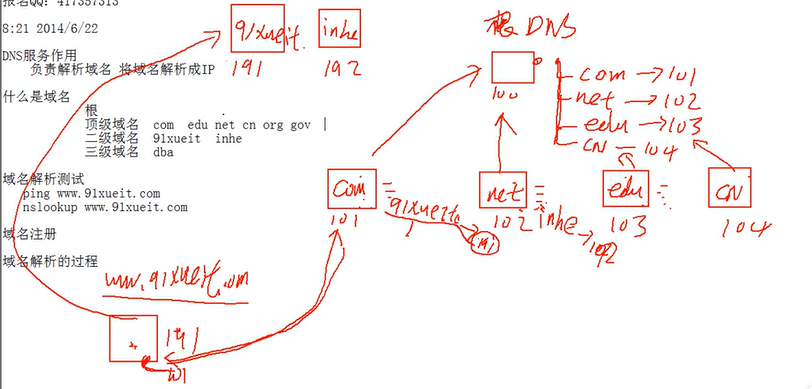 报名QQ：417357313
8:21 2014/6/22
DNS服务作用
负责解析域名 将域名解析成IP
什么是域名
根
顶级域名 com edu net cn org gov |
二级域名 91xueit inhe
三级域名 dba
域名解析测试
ping www.91xueit.com
nslookup www.91xueit.com
域名注册
域名解析的过程
91xueit
191
inhe
192
根DNS
100
com → 101
net → 102
edu → 103
CN — 104
com
101
91xueit
191
net
102
inhe → 192
edu
103
CN
104
www.91xueit.com
191